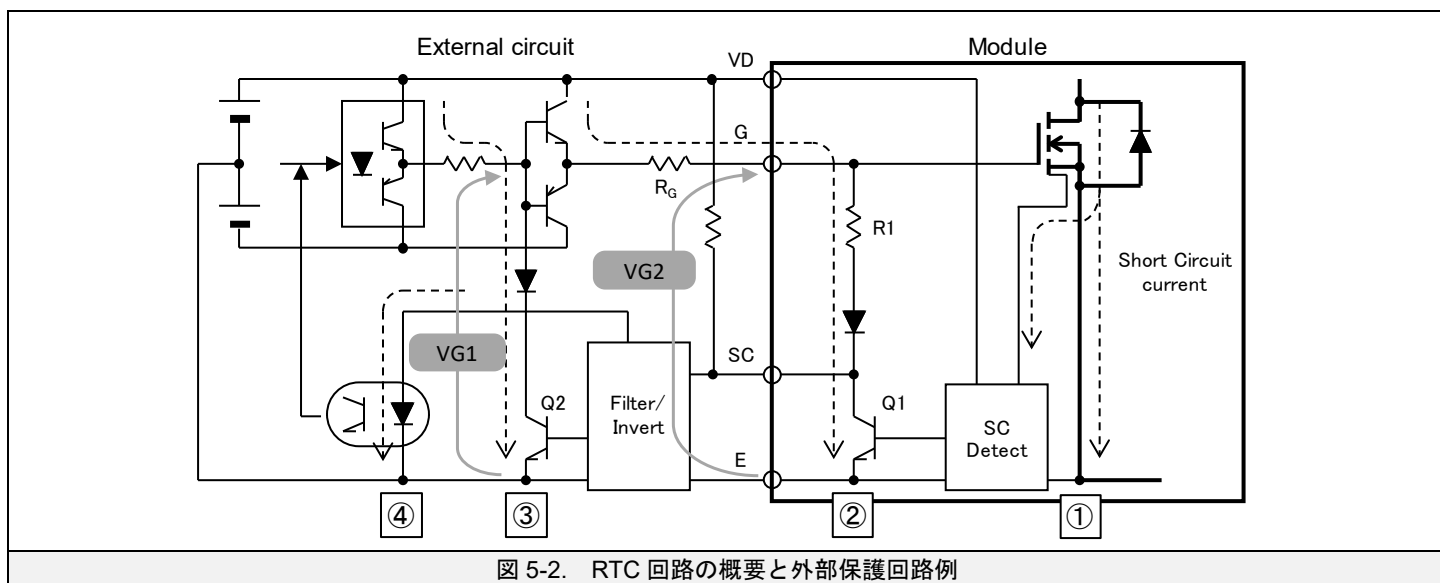 External circuit
Module
VD
G
RG
R1
Short Circuit
current
VG2
VG1
SC
Q2
Filter/
Invert
Q1
SC
Detect
E
④
③
②
①
図 5-2. RTC 回路の概要と外部保護回路例